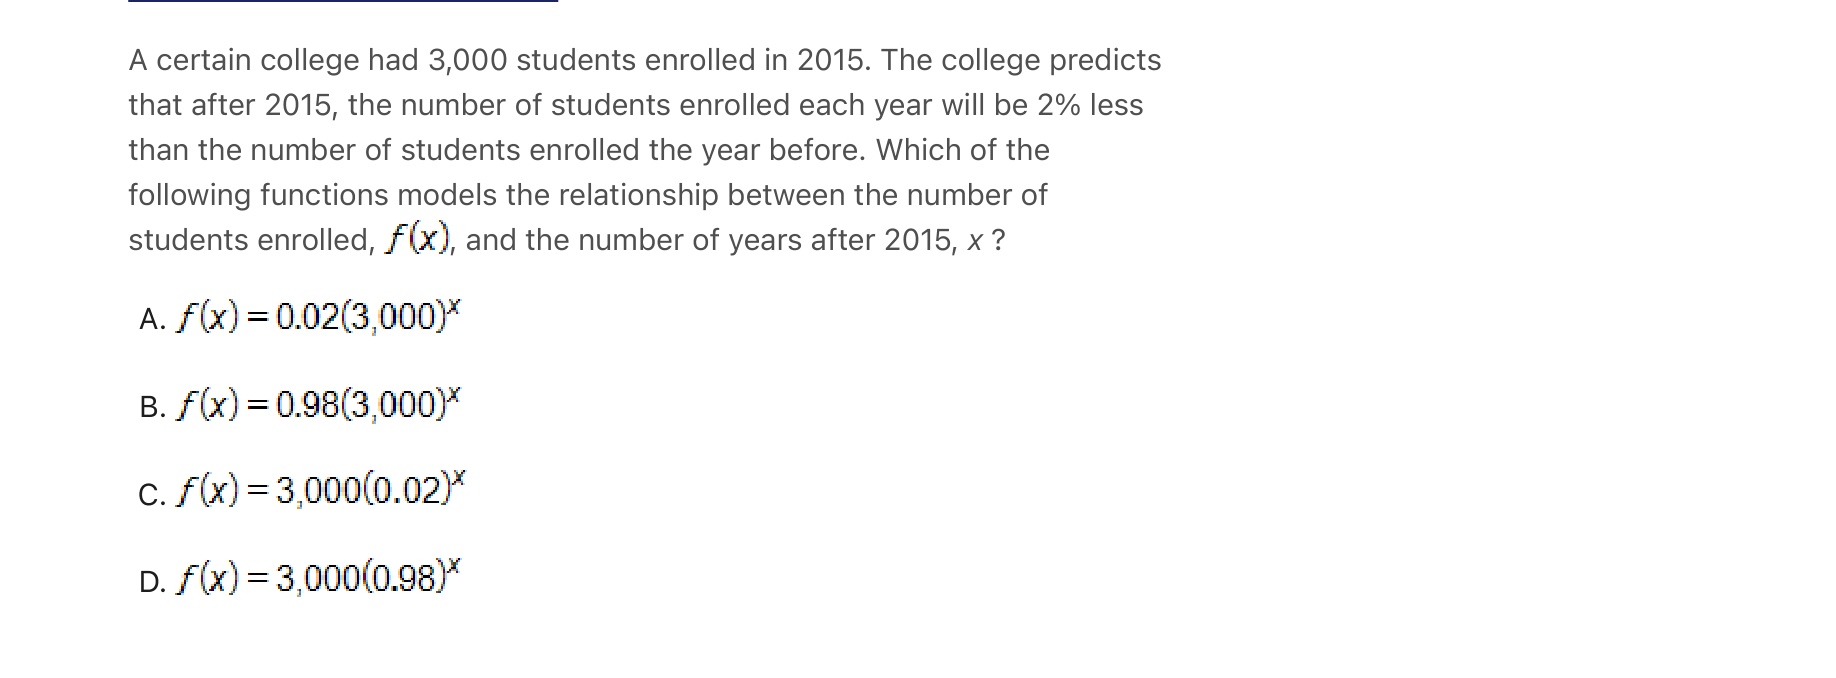 A certain college had 3,000 students enrolled in 2015. The college predicts
that after 2015, the number of students enrolled each year will be 2% less
than the number of students enrolled the year before. Which of the
following functions models the relationship between the number of
students enrolled, f(x), and the number of years after 2015, x ?
A. f(x) = 0.02(3,000)ˣ
B. f(x) = 0.98(3,000)ˣ
C. f(x) = 3,000(0.02)ˣ
D. f(x) = 3,000(0.98)ˣ